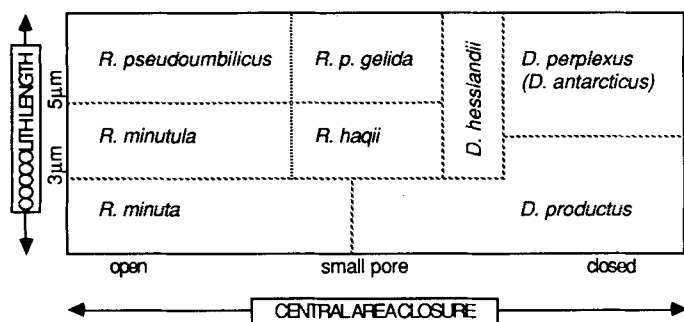 R. pseudoumbilicus
R. p. gelida
D. hesslandii
D. perplexus
(D. antarcticus)
R. minutula
R. haqii
R. minuta
D. productus
COCCOLITH LENGTH
5μm
3μm
open
small pore
closed
CENTRAL AREA CLOSURE